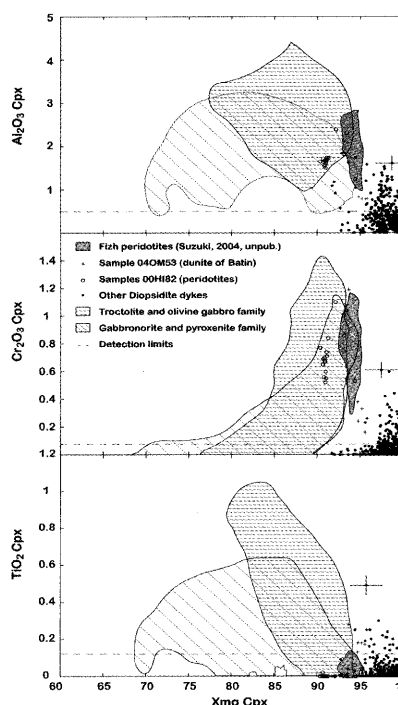 Al2O3 Cpx
5
4
3
2
1
Fizh peridotites (Suzuki, 2004, unpub.)
Sample 04OM53 (dunite of Batin)
Samples 00HI82 (peridotites)
Other Diopsidite dykes
Troctolite and olivine gabbro family
Gabbronorite and pyroxenite family
Detection limits
Cr2O3 Cpx
1.4
1.2
1
0.8
0.6
0.4
0.2
1.2
TiO2 Cpx
1
0.8
0.6
0.4
0.2
0
60 65 70 75 80 85 90 95
Xmg Cpx